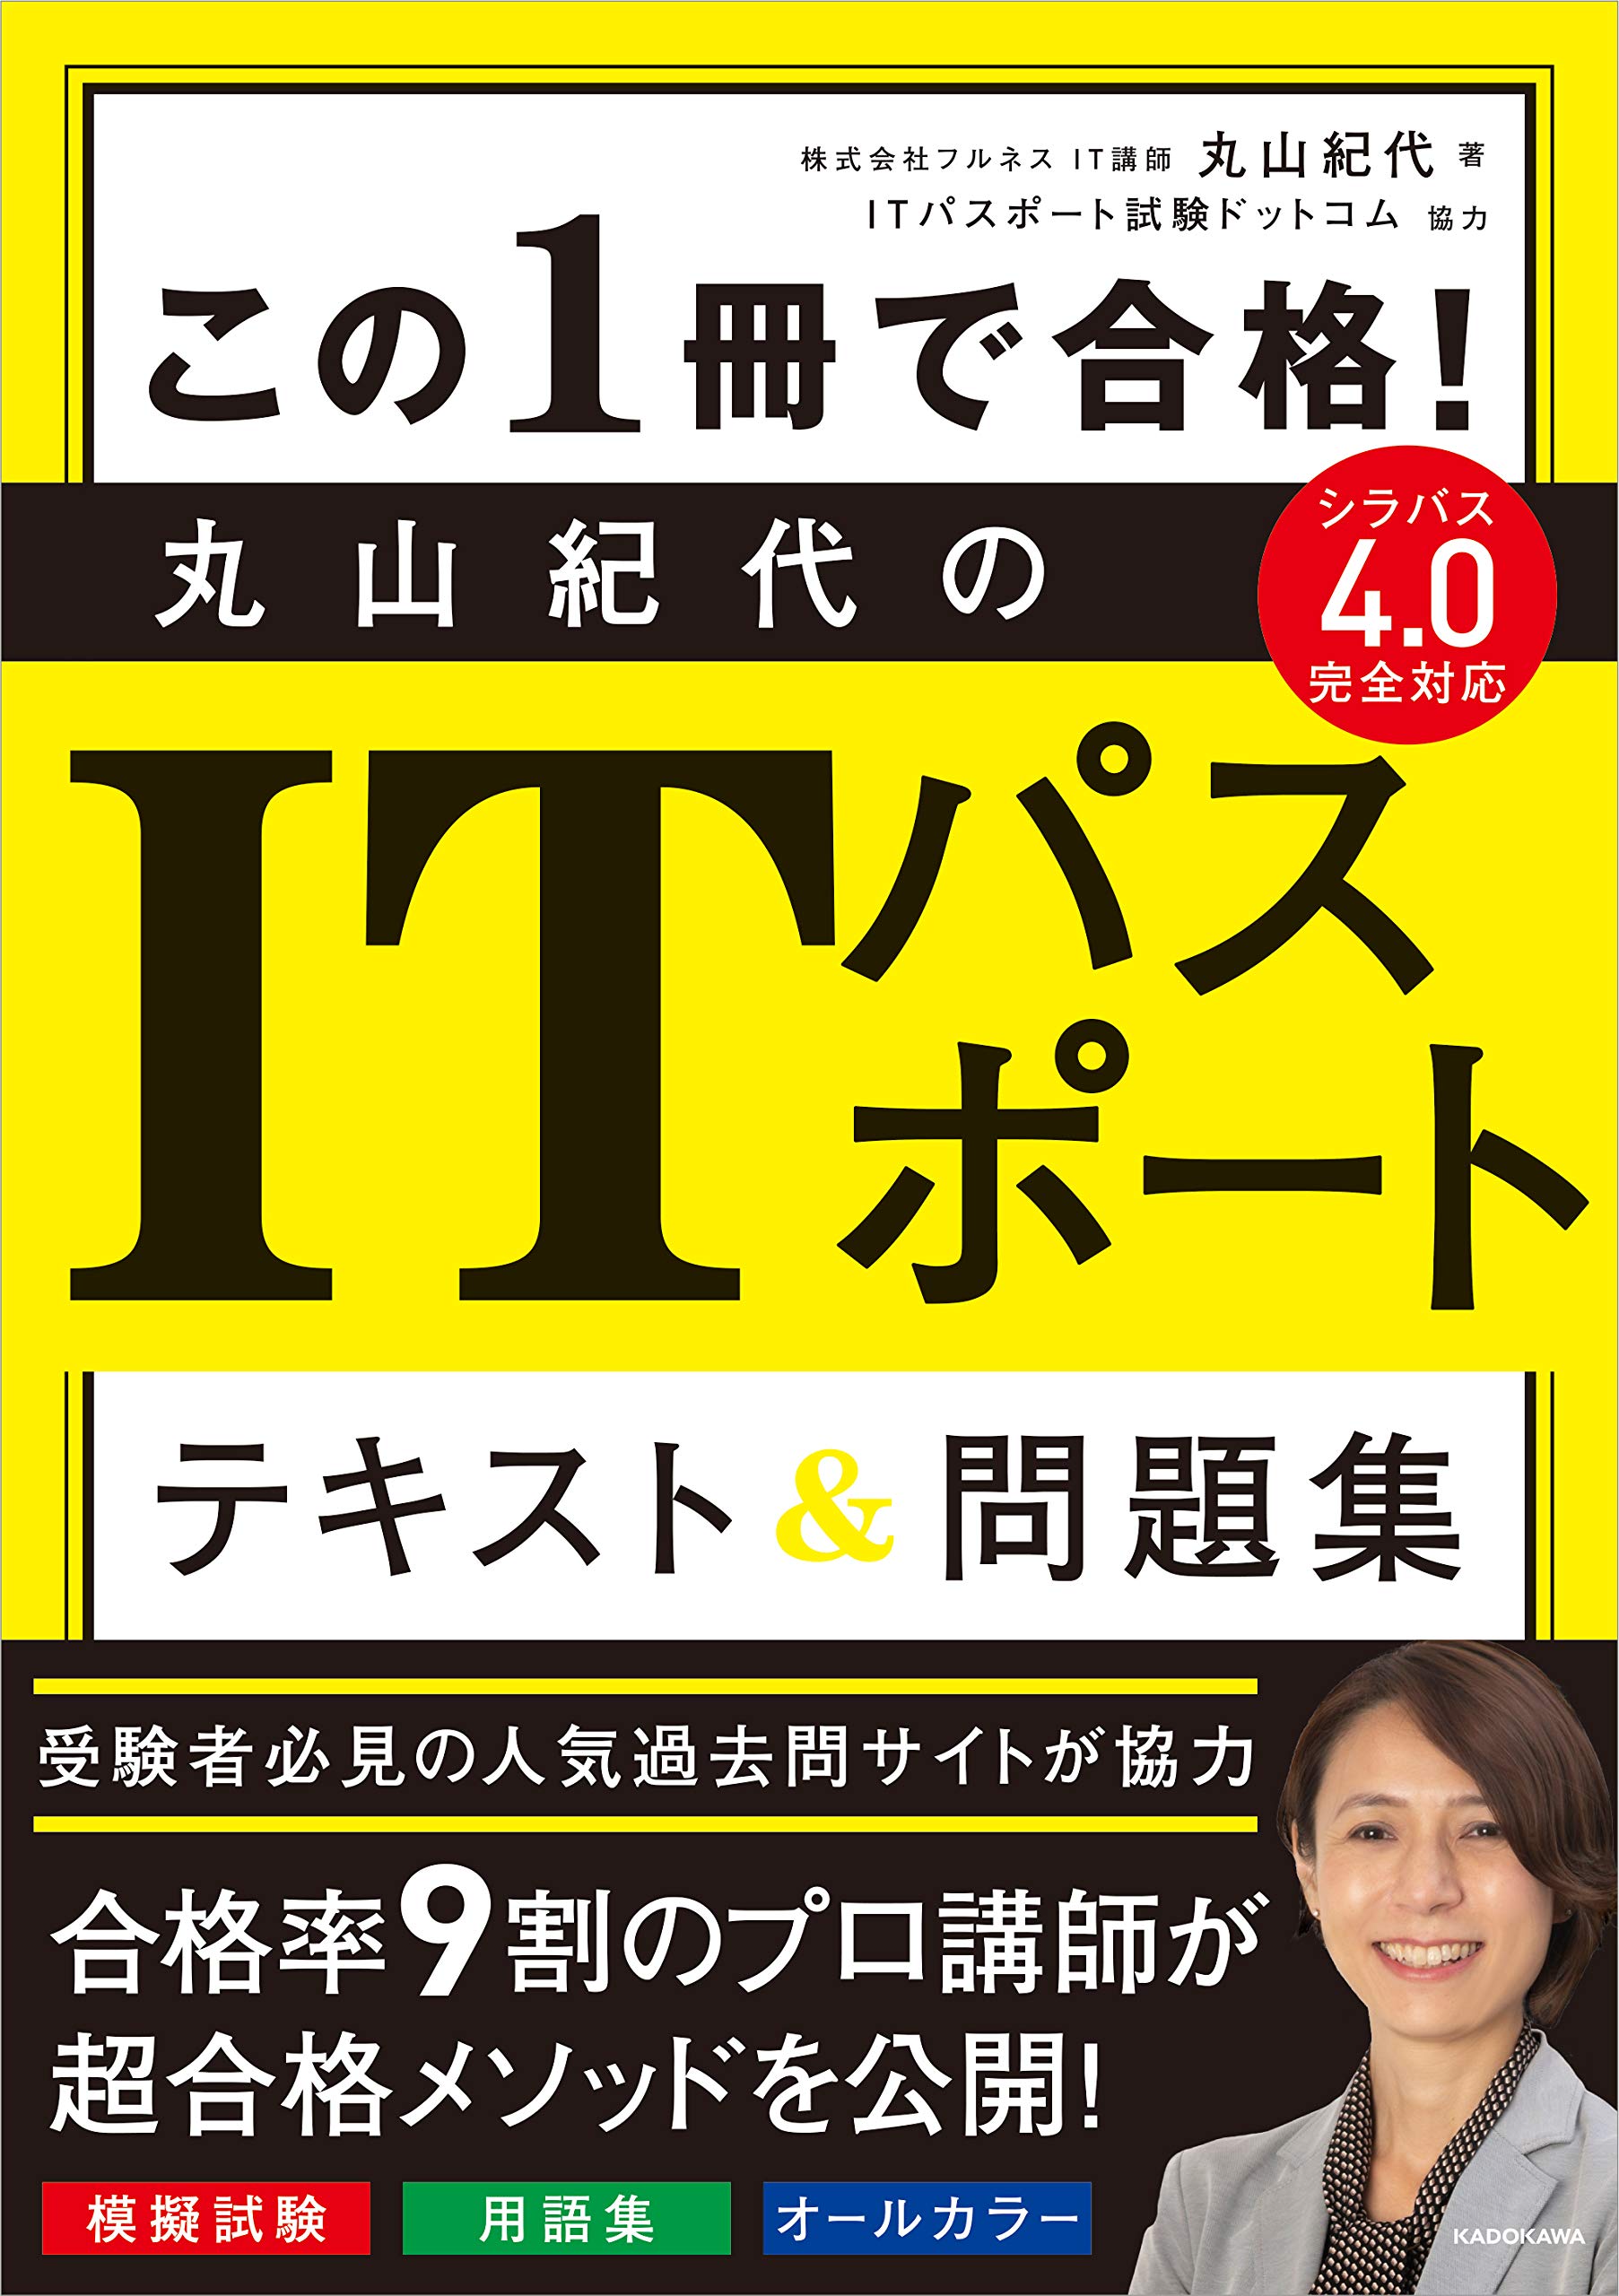 株式会社フルネス IT講師 丸山紀代 著
ITパスポート試験ドットコム 協力
この1冊で合格!
丸山紀代の
シラバス
4.0
完全対応
ITパス
ポート
テキスト&問題集
受験者必見の人気過去問サイトが協力
合格率9割のプロ講師が
超合格メソッドを公開!
模擬試験 用語集 オールカラー
KADOKAWA